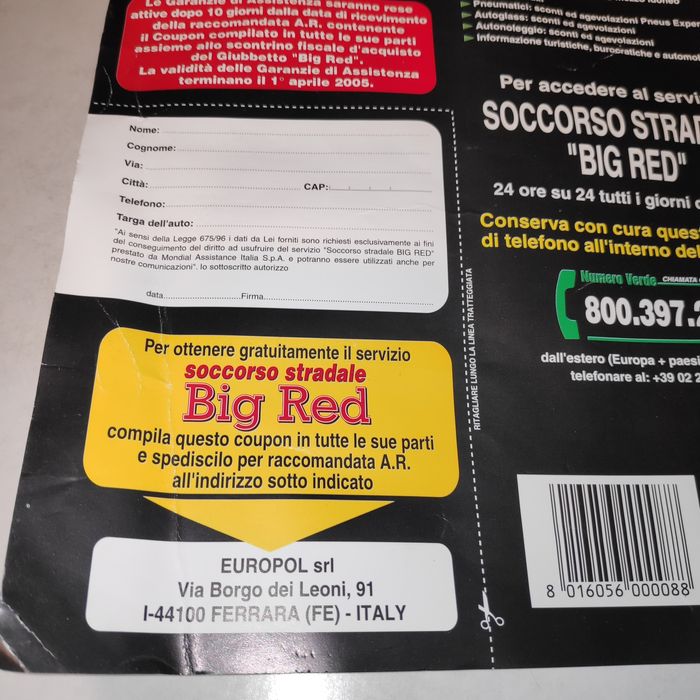 Le Garanzie di Assistenza saranno rese
attive dopo 10 giorni dalla data di ricevimento
della raccomandata A.R. contenente
il Coupon compilato in tutte le sue parti
assieme allo scontrino fiscale d'acquisto
del Giubbetto "Big Red".
La validità delle Garanzie di Assistenza
terminano il 1° aprile 2005.
Nome:
Cognome:
Via:
Città: CAP:
Telefono:
Targa dell'auto:
"Ai sensi della Legge 675/96 i dati da Lei forniti sono richiesti esclusivamente ai fini
del conseguimento del diritto ad usufruire del servizio "Soccorso stradale BIG RED"
prestato da Mondial Assistance Italia S.p.A. e potranno essere utilizzati anche per
nostre comunicazioni". lo sottoscritto autorizzo
data Firma
Per ottenere gratuitamente il servizio
soccorso stradale
Big Red
compila questo coupon in tutte le sue parti
e spediscilo per raccomandata A.R.
all'indirizzo sotto indicato
EUROPOL srl
Via Borgo dei Leoni, 91
I-44100 FERRARA (FE) - ITALY
RITAGLIARE LUNGO LA LINEA TRATTEGGIATA
Pneumatici: sconti ed agevolazioni Pneus Exp
Autoglass: sconti ed agevolazioni
Autonoleggio: sconti ed agevolazioni
Informazione turistiche, burocratiche e automo
Per accedere al servi
SOCCORSO STRA
"BIG RED"
24 ore su 24 tutti i giorni
Conserva con cura ques
di telefono all'interno del
Numero Verde CHIAMATA
800.397.2
dall'estero (Europa + paesi
telefonare al: +39 02 2
8 016056 000088